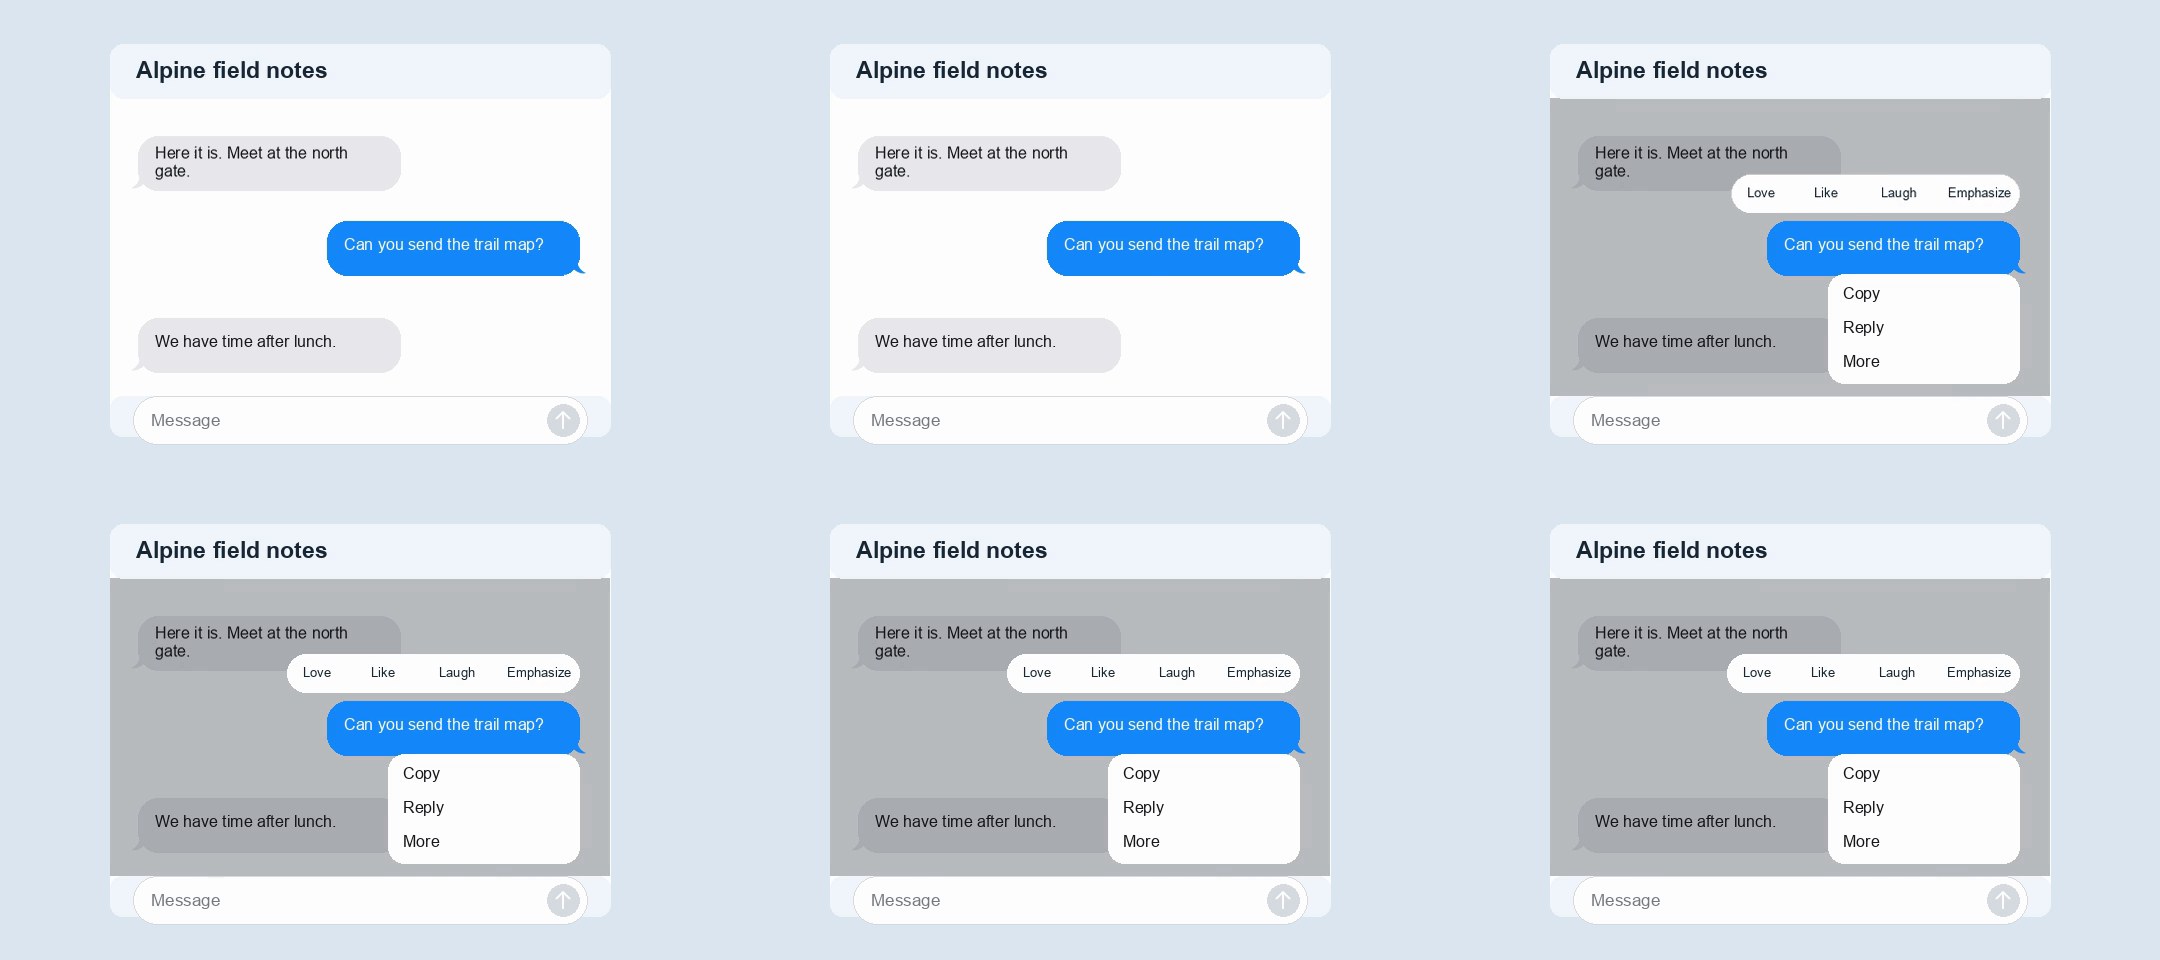 Alpine field notes
Here it is. Meet at the north
gate.
Can you send the trail map?
We have time after lunch.
Message
Alpine field notes
Here it is. Meet at the north
gate.
Can you send the trail map?
We have time after lunch.
Message
Alpine field notes
Here it is. Meet at the north
gate.
Love Like Laugh Emphasize
Can you send the trail map?
Copy
Reply
We have time after lunch.
More
Message
Alpine field notes
Here it is. Meet at the north
gate.
Love Like Laugh Emphasize
Can you send the trail map?
Copy
Reply
We have time after lunch.
More
Message
Alpine field notes
Here it is. Meet at the north
gate.
Love Like Laugh Emphasize
Can you send the trail map?
Copy
Reply
We have time after lunch.
More
Message
Alpine field notes
Here it is. Meet at the north
gate.
Love Like Laugh Emphasize
Can you send the trail map?
Copy
Reply
We have time after lunch.
More
Message